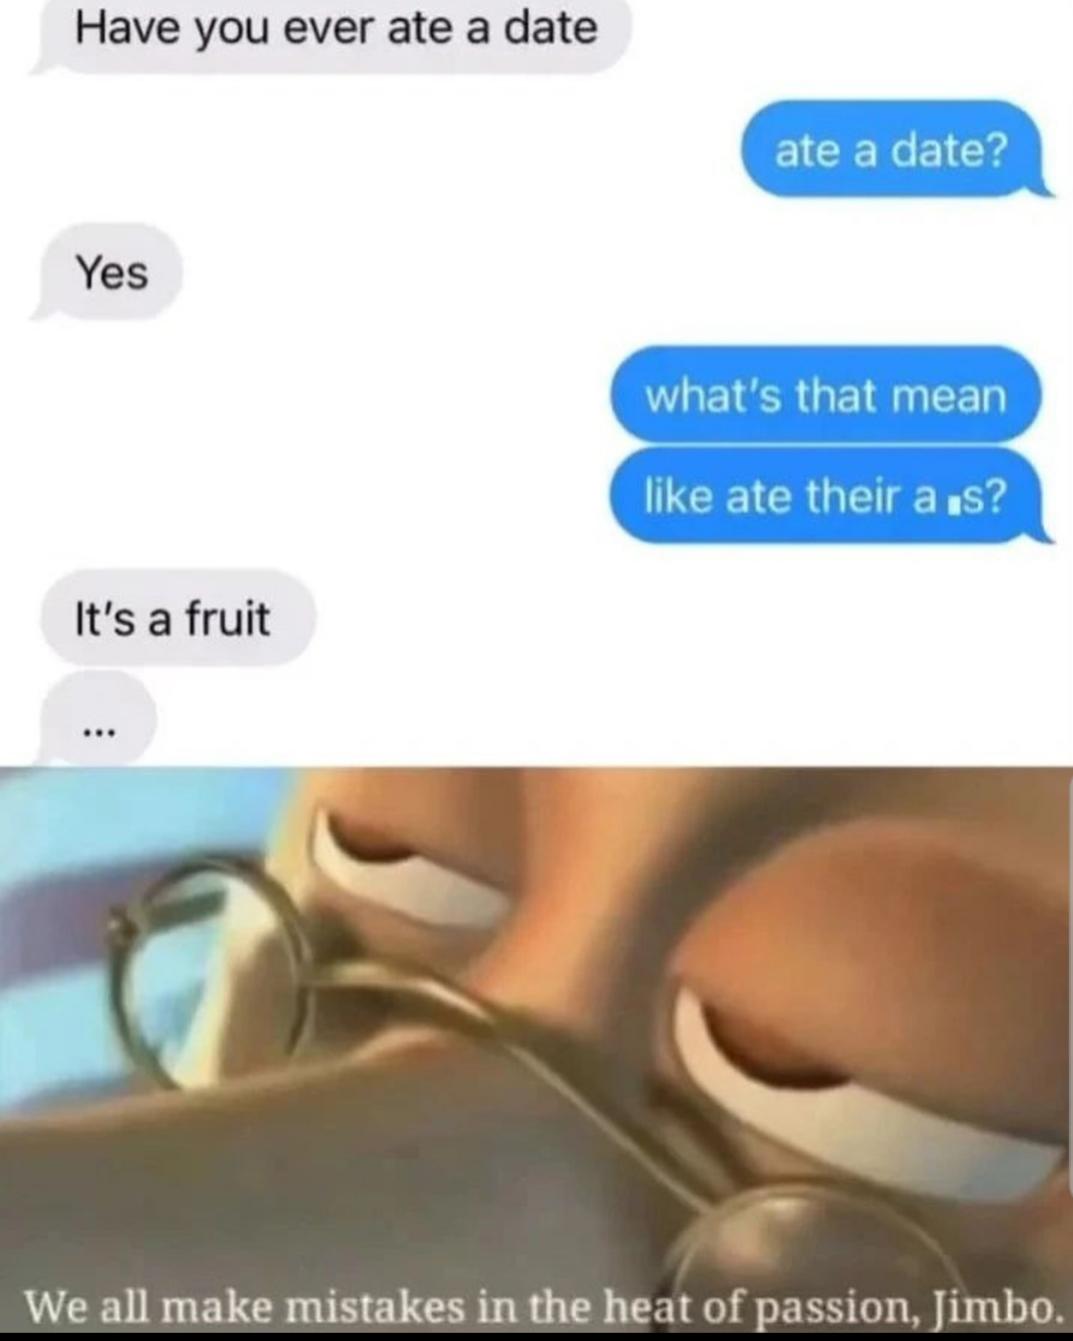 Have you ever ate a date
ate a date?
Yes
what's that mean
like ate their a s?
It's a fruit
...
We all make mistakes in the heat of passion, Jimbo.